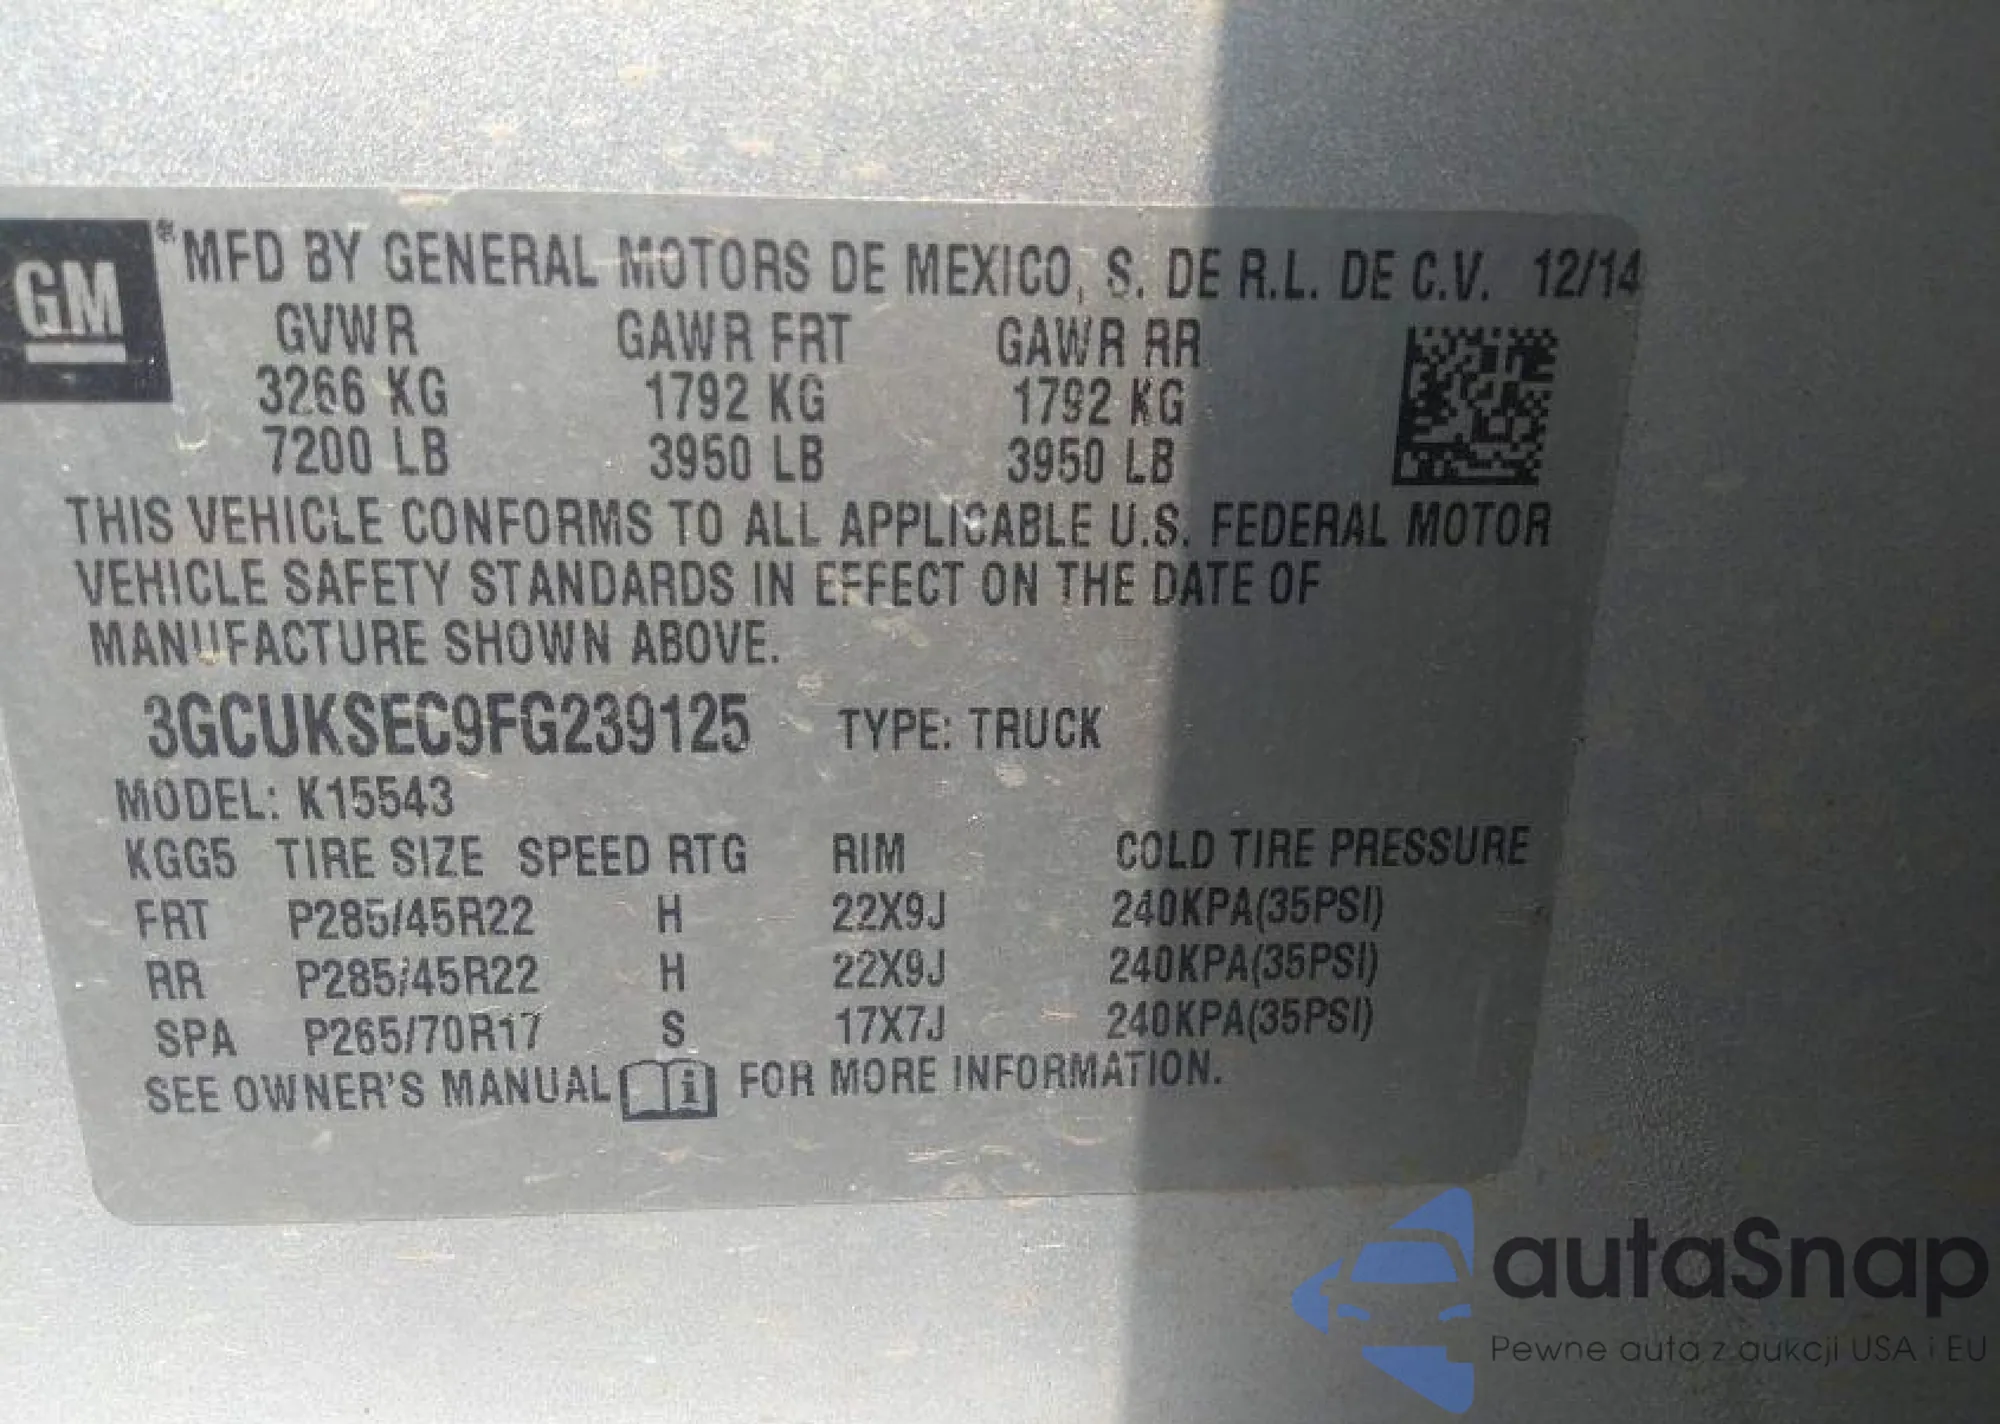 GM
MFD BY GENERAL MOTORS DE MEXICO, S. DE R.L. DE C.V. 12/14
GVWR GAWR FRT GAWR RR
3266 KG 1792 KG 1792 KG
7200 LB 3950 LB 3950 LB
THIS VEHICLE CONFORMS TO ALL APPLICABLE U.S. FEDERAL MOTOR
VEHICLE SAFETY STANDARDS IN EFFECT ON THE DATE OF
MANUFACTURE SHOWN ABOVE.
3GCUKSEC9FG239125 TYPE: TRUCK
MODEL: K15543
KGG5 TIRE SIZE SPEED RTG RIM COLD TIRE PRESSURE
FRT P285/45R22 H 22X9J 240KPA(35PSI)
RR P285/45R22 H 22X9J 240KPA(35PSI)
SPA P265/70R17 S 17X7J 240KPA(35PSI)
SEE OWNER'S MANUAL i FOR MORE INFORMATION.
autaSnap
Pewne auta z aukcji USA i EU